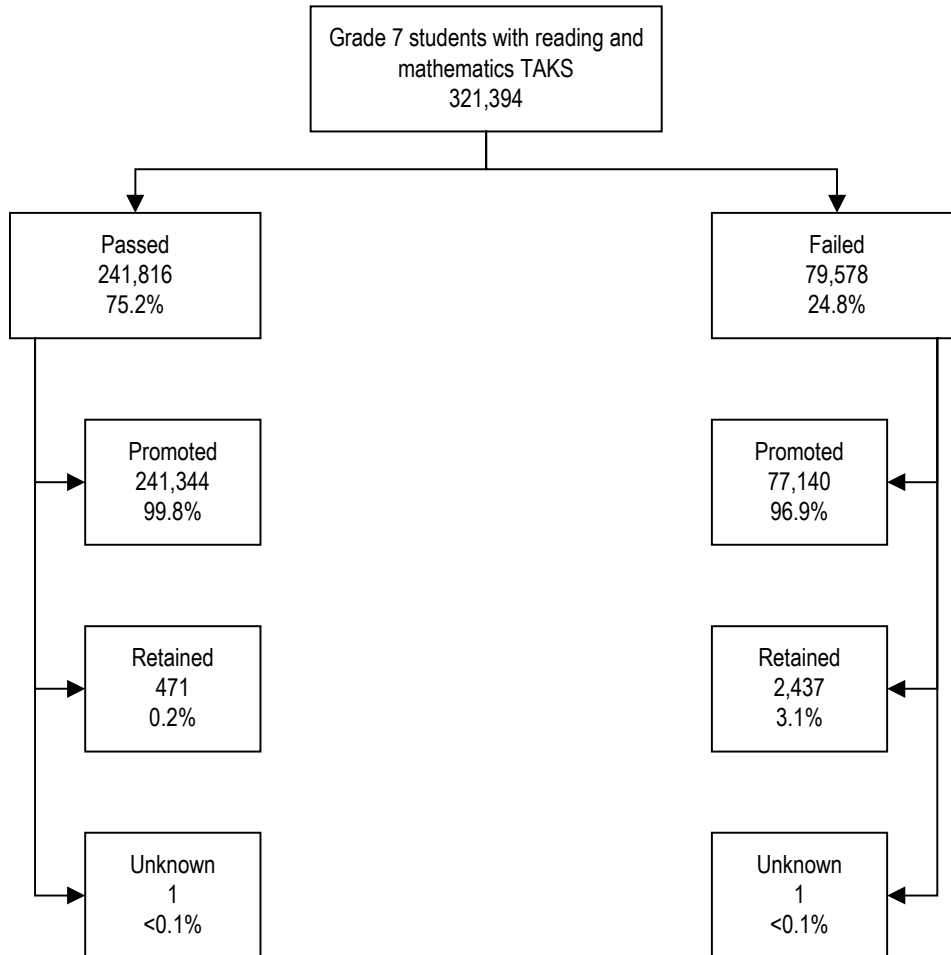 Grade 7 students with reading and
mathematics TAKS
321,394
Passed
241,816
75.2%
Failed
79,578
24.8%
Promoted
241,344
99.8%
Promoted
77,140
96.9%
Retained
471
0.2%
Retained
2,437
3.1%
Unknown
1
<0.1%
Unknown
1
<0.1%